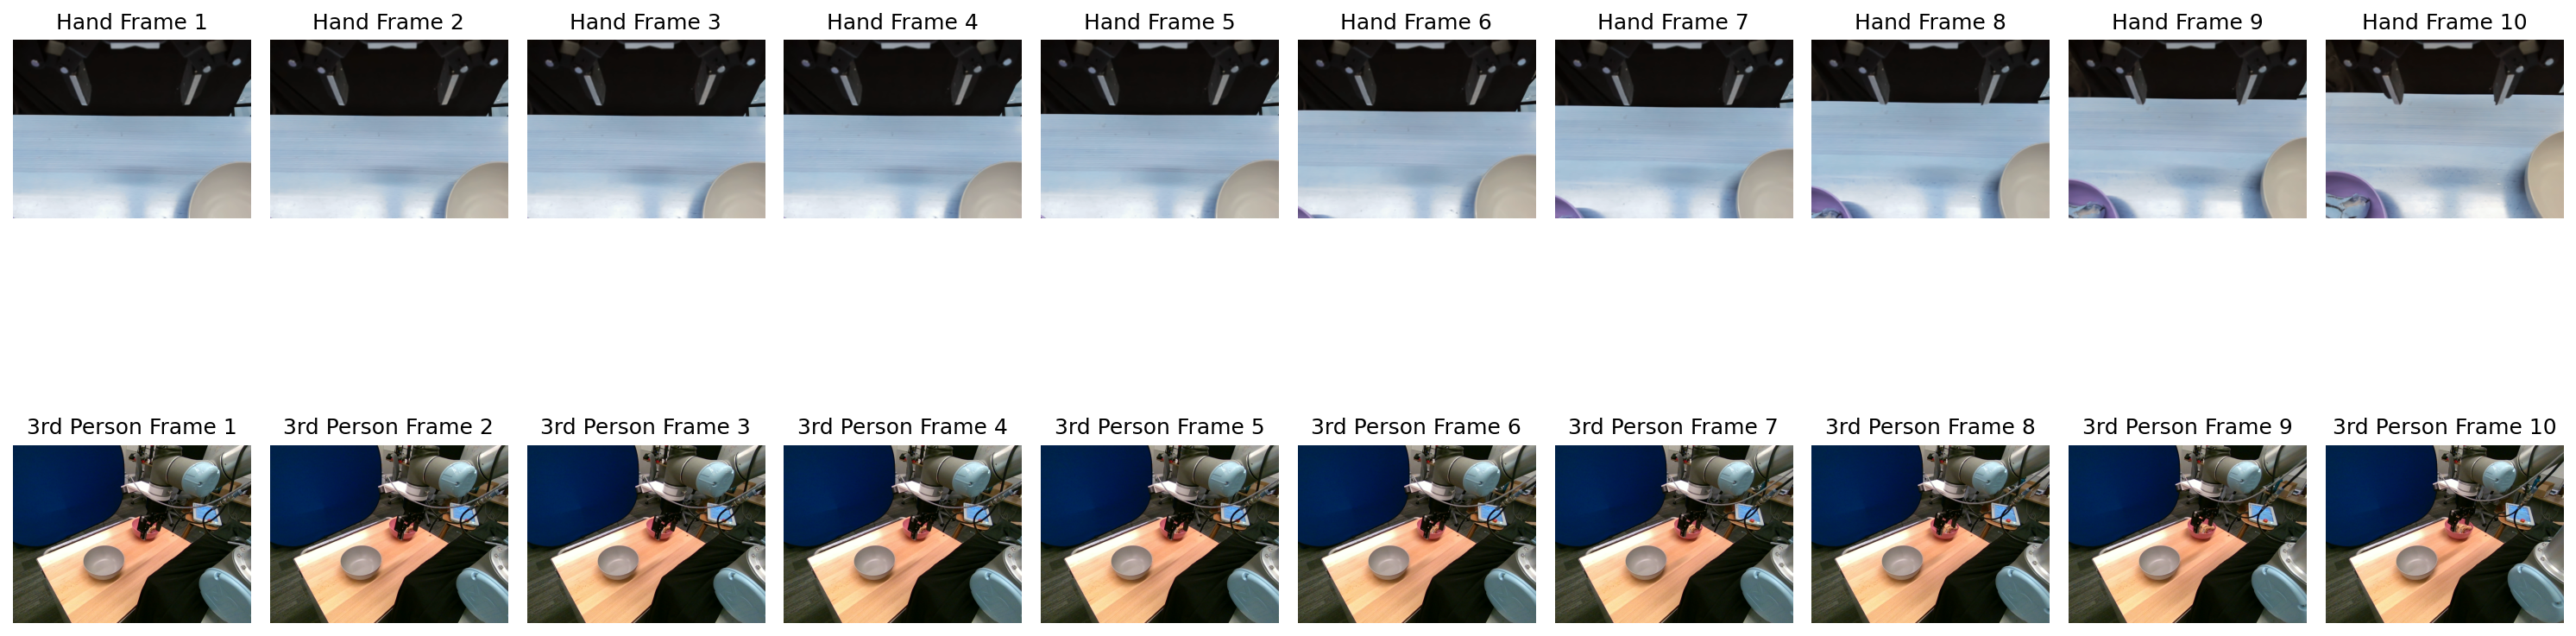 Hand Frame 1
Hand Frame 2
Hand Frame 3
Hand Frame 4
Hand Frame 5
Hand Frame 6
Hand Frame 7
Hand Frame 8
Hand Frame 9
Hand Frame 10
3rd Person Frame 1
3rd Person Frame 2
3rd Person Frame 3
3rd Person Frame 4
3rd Person Frame 5
3rd Person Frame 6
3rd Person Frame 7
3rd Person Frame 8
3rd Person Frame 9
3rd Person Frame 10